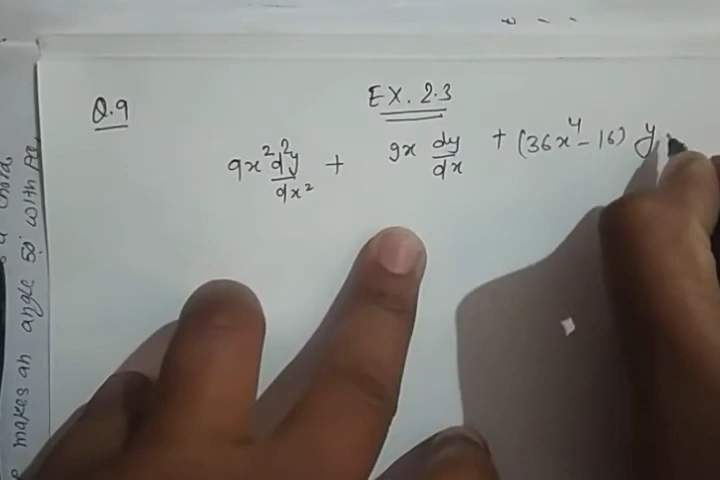 EX. 2.3
Q.9
9x² d²y/dx² + 9x dy/dx + (36x⁴ - 16) y
makes an angle 50° with